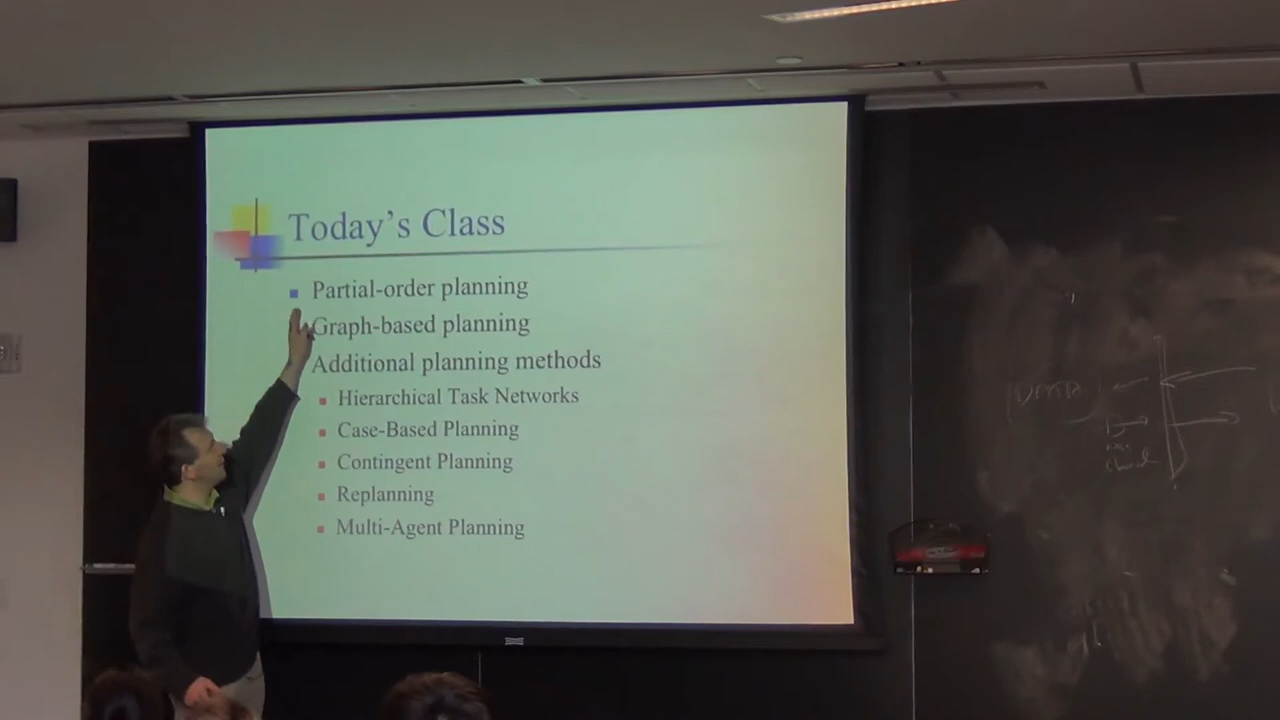 Today's Class
Partial-order planning
Graph-based planning
Additional planning methods
Hierarchical Task Networks
Case-Based Planning
Contingent Planning
Replanning
Multi-Agent Planning